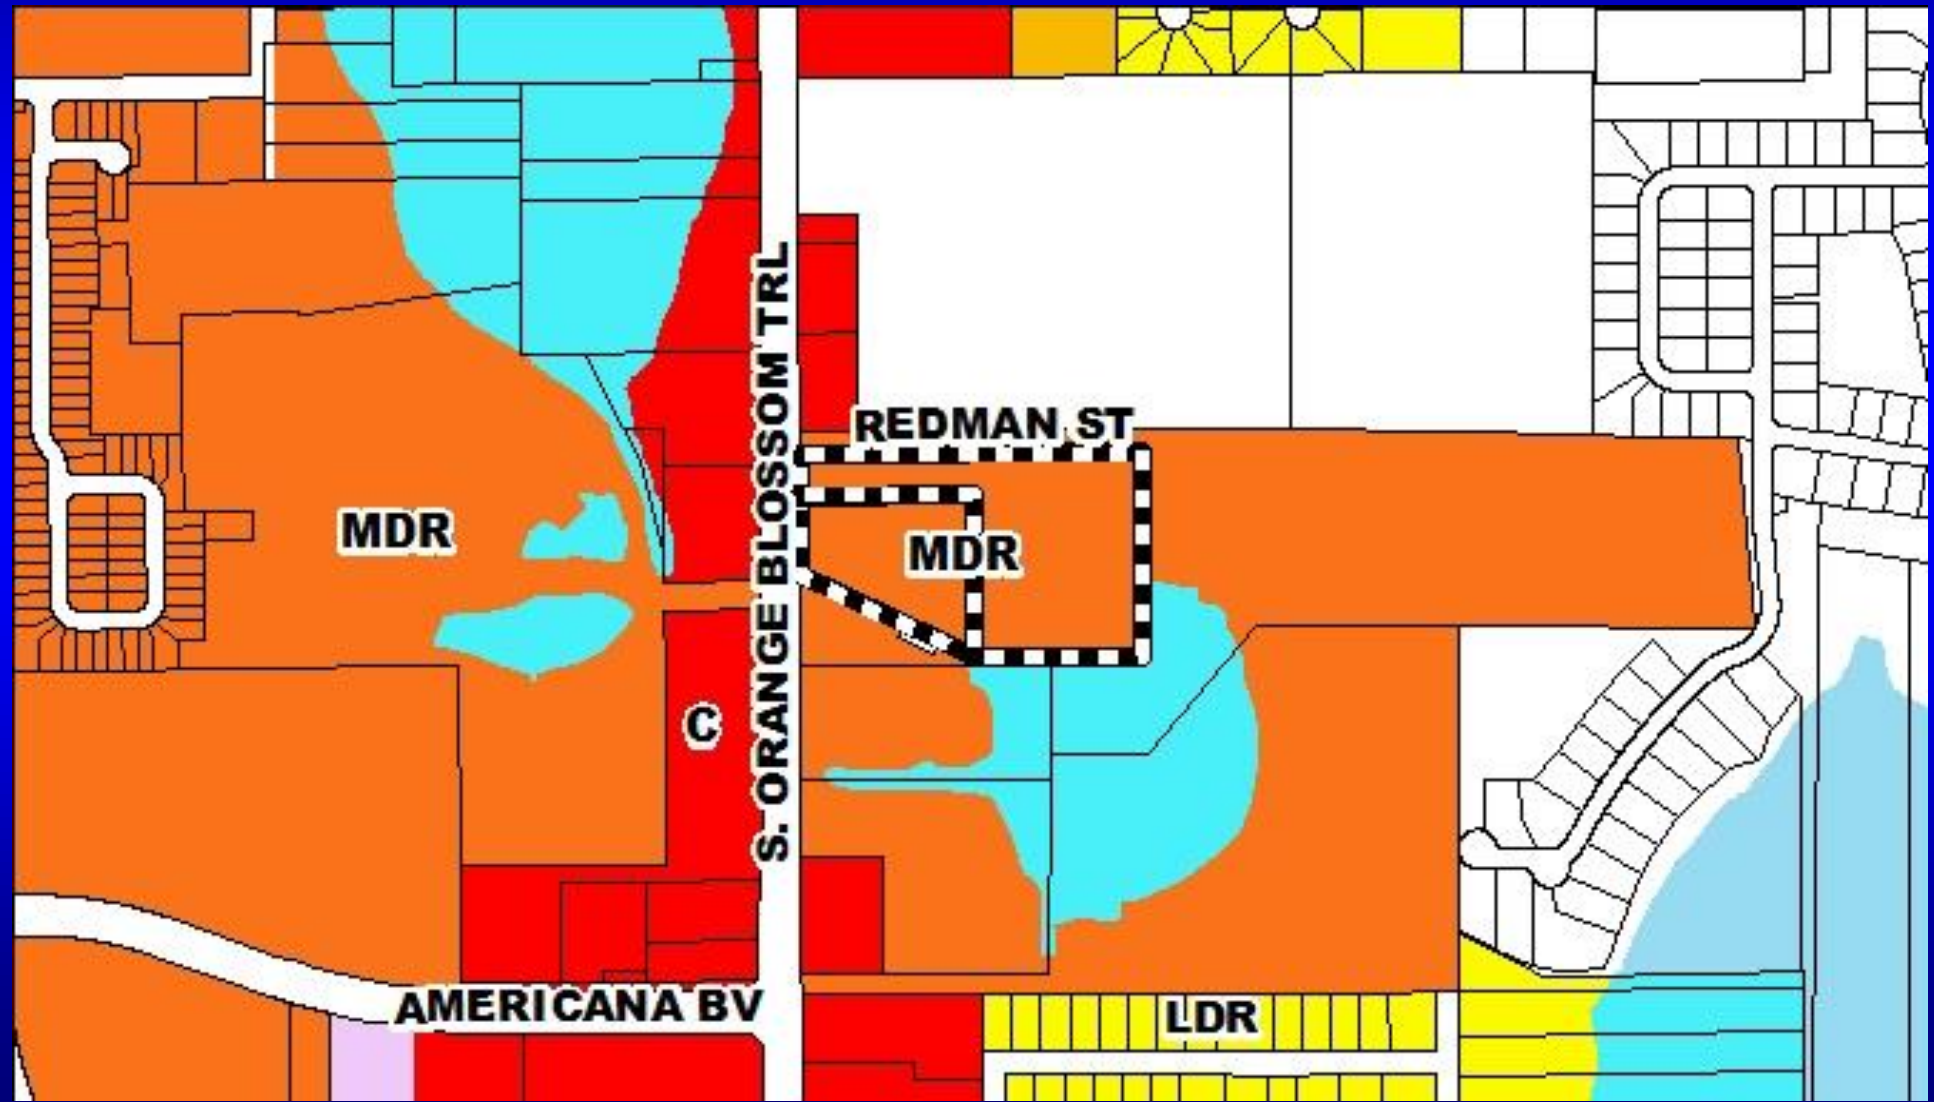 S. ORANGE BLOSSOM TRL
REDMAN ST
MDR
MDR
C
AMERICANA BV
LDR